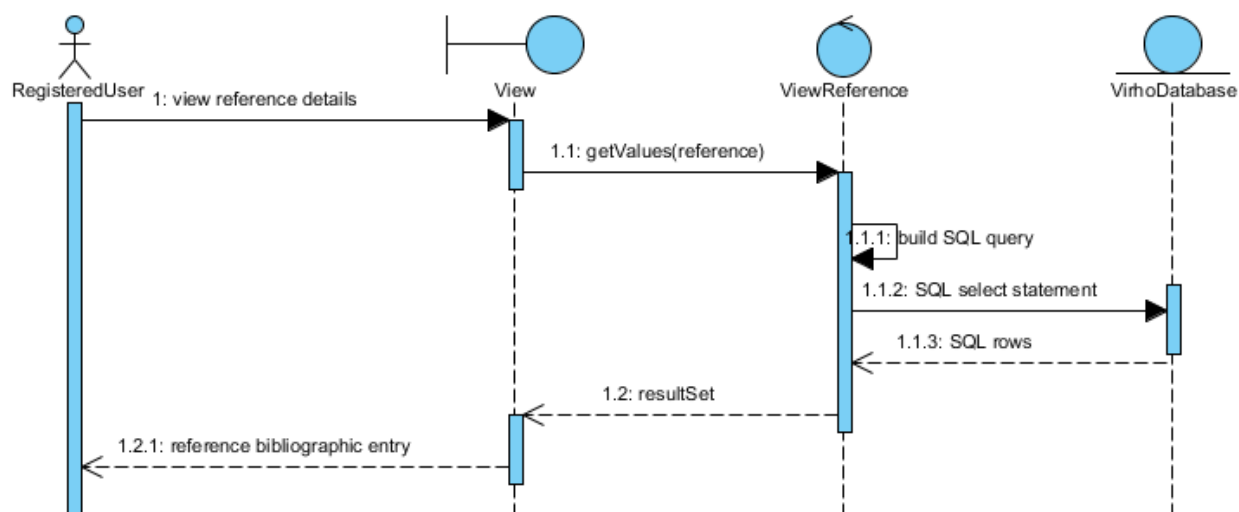 RegisteredUser
View
ViewReference
VirhoDatabase
1: view reference details
1.1: getValues(reference)
1.1.1: build SQL query
1.1.2: SQL select statement
1.1.3: SQL rows
1.2: resultSet
1.2.1: reference bibliographic entry